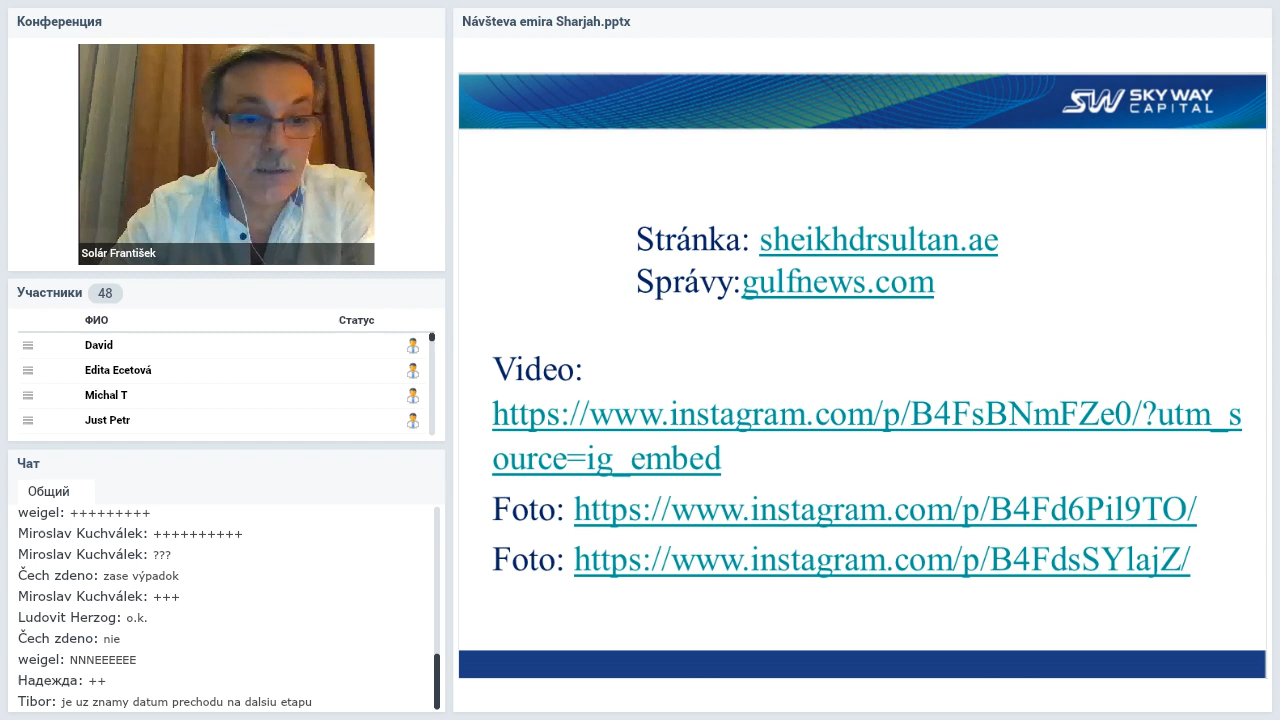 Конференция
Solár František
Участники 48
ФИО Статус
David
Edita Ecetová
Michal T
Just Petr
Чат
Общий
weigel: +++++++++
Miroslav Kuchválek: ++++++++++
Miroslav Kuchválek: ???
Čech zdeno: zase výpadok
Miroslav Kuchválek: +++
Ludovit Herzog: o.k.
Čech zdeno: nie
weigel: NNNEEEEEE
Надежда: ++
Tibor: je uz znamy datum prechodu na dalsiu etapu
Návšteva emira Sharjah.pptx
SW SKY WAY
CAPITAL
Stránka: sheikhdrsultan.ae
Správy:gulfnews.com
Video:
https://www.instagram.com/p/B4FsBNmFZe0/?utm_s
ource=ig_embed
Foto: https://www.instagram.com/p/B4Fd6Pil9TO/
Foto: https://www.instagram.com/p/B4FdsSYlajZ/